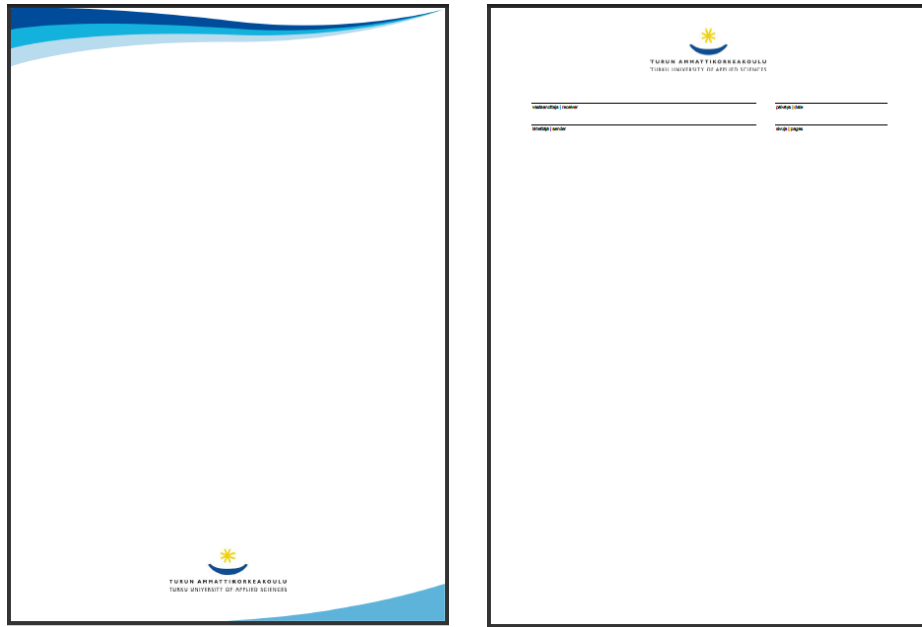 TURUN AMMATTIKORKEAKOULU
TURKU UNIVERSITY OF APPLIED SCIENCES
TURUN AMMATTIKORKEAKOULU
TURKU UNIVERSITY OF APPLIED SCIENCES
vastaanottaja | receiver
päiväys | date
lähettäjä | sender
sivuja | pages